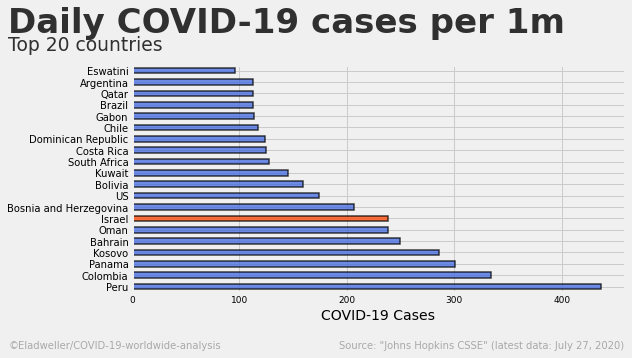 Daily COVID-19 cases per 1m
Top 20 countries
Eswatini
Argentina
Qatar
Brazil
Gabon
Chile
Dominican Republic
Costa Rica
South Africa
Kuwait
Bolivia
US
Bosnia and Herzegovina
Israel
Oman
Bahrain
Kosovo
Panama
Colombia
Peru
0 100 200 300 400
COVID-19 Cases
©Eladweller/COVID-19-worldwide-analysis Source: "Johns Hopkins CSSE" (latest data: July 27, 2020)